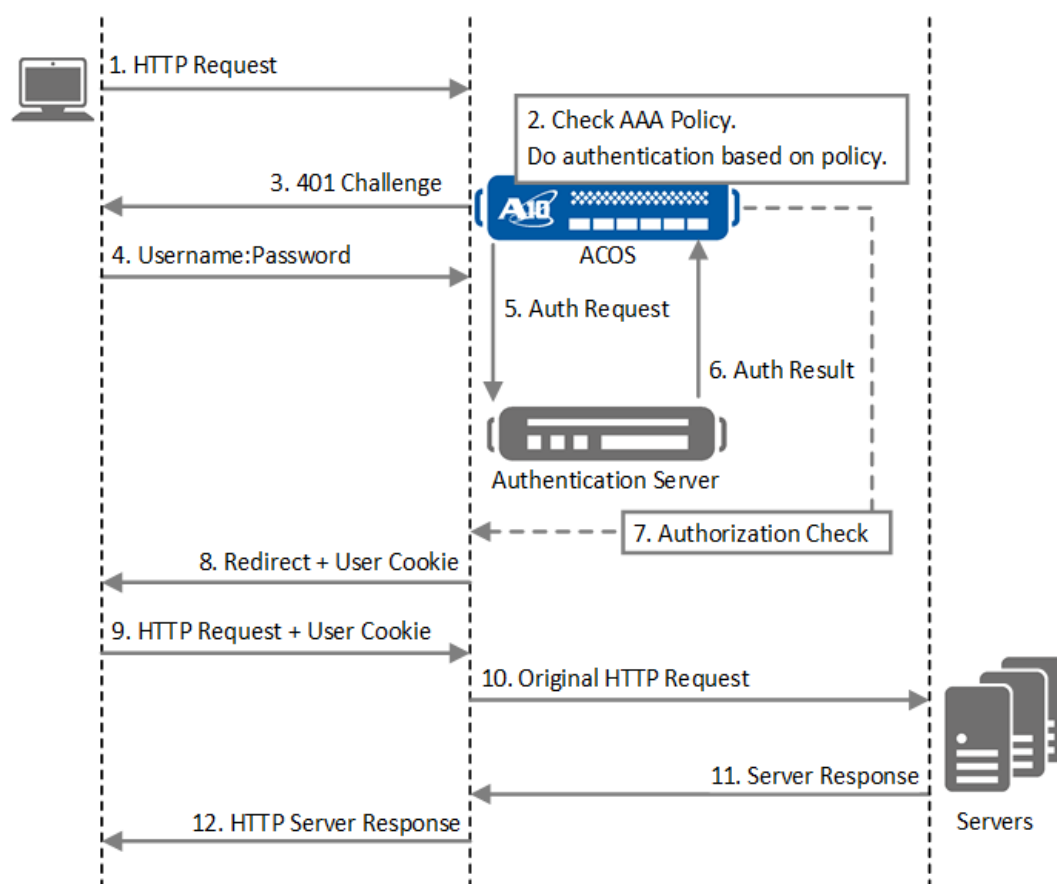 1. HTTP Request
2. Check AAA Policy.
Do authentication based on policy.
3. 401 Challenge
A10
ACOS
4. Username:Password
5. Auth Request
6. Auth Result
Authentication Server
7. Authorization Check
8. Redirect + User Cookie
9. HTTP Request + User Cookie
10. Original HTTP Request
11. Server Response
Servers
12. HTTP Server Response